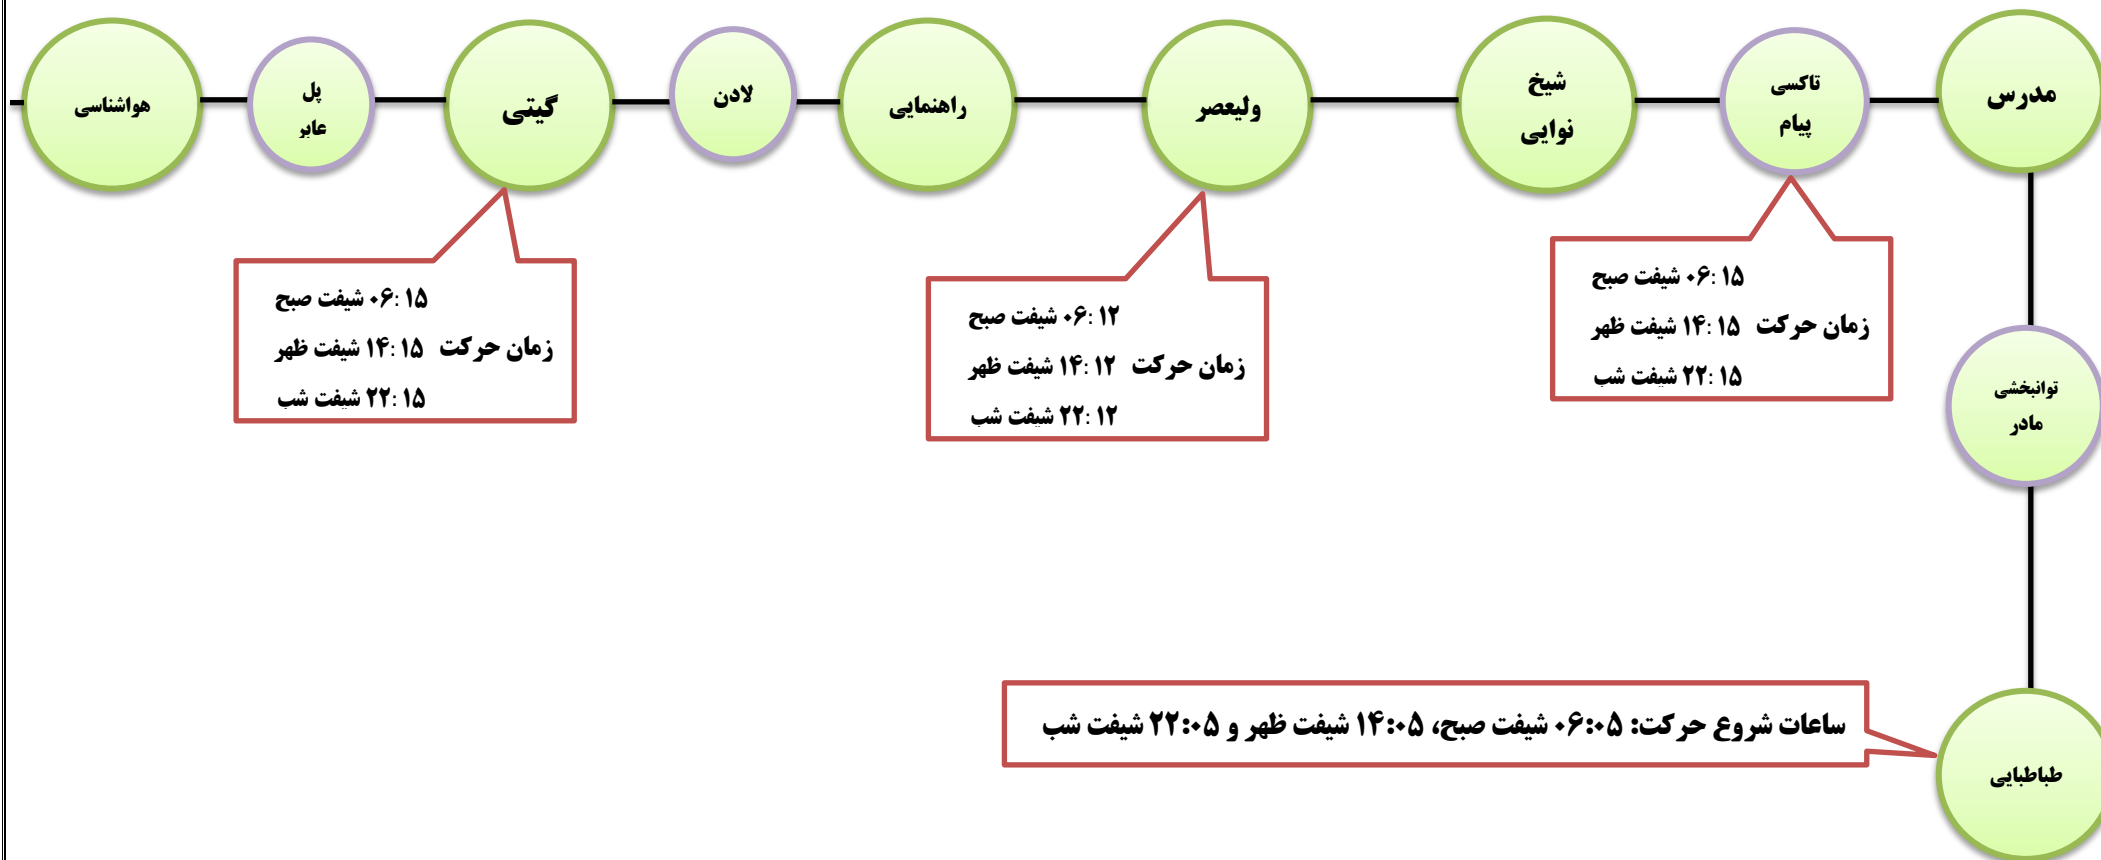 مدرس
تاکسی
پیام
شیخ
نوایی
ولیعصر
راهنمایی
لادن
گیتی
پل
عابر
هواشناسی
۰۶:۱۵ شیفت صبح
زمان حرکت ۱۴:۱۵ شیفت ظهر
۲۲:۱۵ شیفت شب
۰۶:۱۲ شیفت صبح
زمان حرکت ۱۴:۱۲ شیفت ظهر
۲۲:۱۲ شیفت شب
۰۶:۱۵ شیفت صبح
زمان حرکت ۱۴:۱۵ شیفت ظهر
۲۲:۱۵ شیفت شب
توانبخشی
مادر
ساعات شروع حرکت: ۰۶:۰۵ شیفت صبح، ۱۴:۰۵ شیفت ظهر و ۲۲:۰۵ شیفت شب
طباطبایی